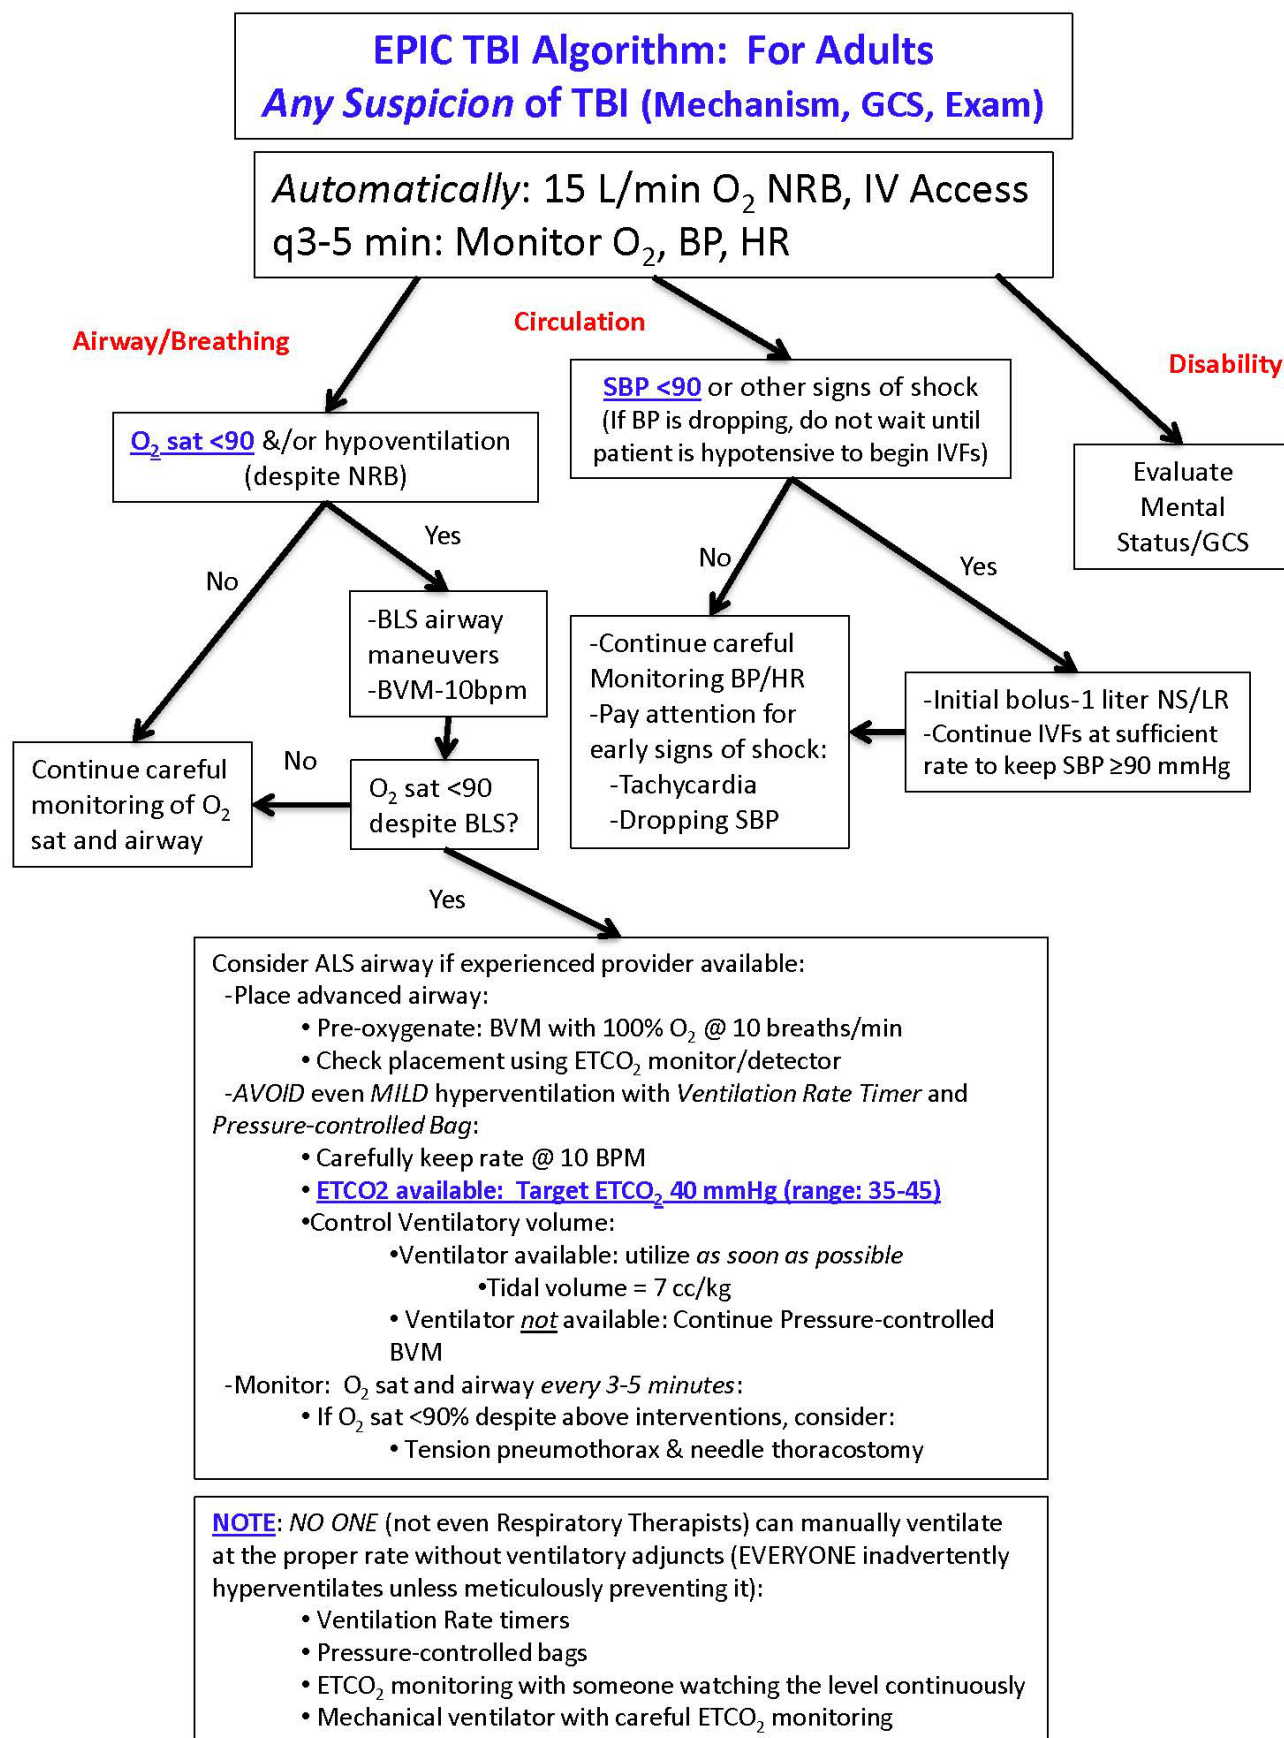 EPIC TBI Algorithm:  For Adults
Any Suspicion of TBI (Mechanism, GCS, Exam)
Automatically: 15 L/min O₂ NRB, IV Access
q3-5 min: Monitor O₂, BP, HR
Airway/Breathing
Circulation
Disability
O₂ sat <90 &/or hypoventilation
(despite NRB)
SBP <90 or other signs of shock
(If BP is dropping, do not wait until
patient is hypotensive to begin IVFs)
Evaluate
Mental
Status/GCS
No
Yes
No
Yes
-BLS airway
maneuvers
-BVM-10bpm
-Continue careful
Monitoring BP/HR
-Pay attention for
early signs of shock:
-Tachycardia
-Dropping SBP
-Initial bolus-1 liter NS/LR
-Continue IVFs at sufficient
rate to keep SBP ≥90 mmHg
Continue careful
monitoring of O₂
sat and airway
No
O₂ sat <90
despite BLS?
Yes
Consider ALS airway if experienced provider available:
-Place advanced airway:
• Pre-oxygenate: BVM with 100% O₂ @ 10 breaths/min
• Check placement using ETCO₂ monitor/detector
-AVOID even MILD hyperventilation with Ventilation Rate Timer and
Pressure-controlled Bag:
• Carefully keep rate @ 10 BPM
• ETCO2 available:  Target ETCO₂ 40 mmHg (range: 35-45)
•Control Ventilatory volume:
•Ventilator available: utilize as soon as possible
•Tidal volume = 7 cc/kg
• Ventilator not available: Continue Pressure-controlled
BVM
-Monitor:  O₂ sat and airway every 3-5 minutes:
• If O₂ sat <90% despite above interventions, consider:
• Tension pneumothorax & needle thoracostomy
NOTE: NO ONE (not even Respiratory Therapists) can manually ventilate
at the proper rate without ventilatory adjuncts (EVERYONE inadvertently
hyperventilates unless meticulously preventing it):
• Ventilation Rate timers
• Pressure-controlled bags
• ETCO₂ monitoring with someone watching the level continuously
• Mechanical ventilator with careful ETCO₂ monitoring